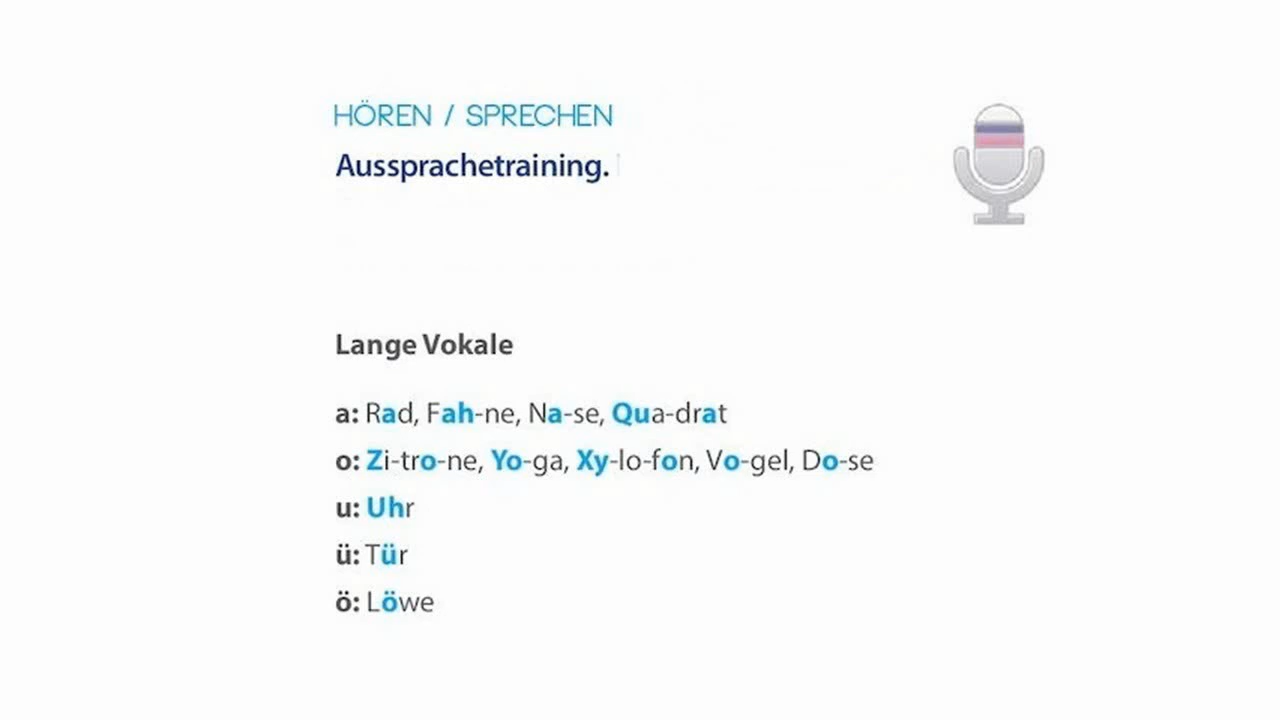 HÖREN / SPRECHEN
Aussprachetraining.
Lange Vokale
a: Rad, Fah-ne, Na-se, Qua-drat
o: Zi-tro-ne, Yo-ga, Xy-lo-fon, Vo-gel, Do-se
u: Uhr
ü: Tür
ö: Löwe